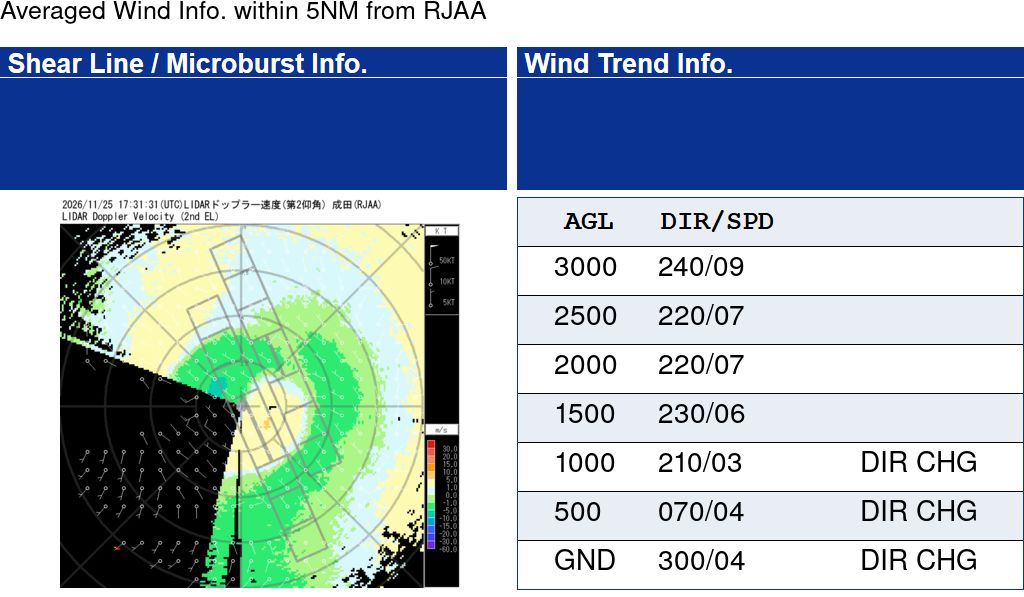 Averaged Wind Info. within 5NM from RJAA
Shear Line / Microburst Info.
Wind Trend Info.
2026/11/25 17:31:31(UTC)LIDARドップラー速度(第2仰角) 成田(RJAA)
LIDAR Doppler Velocity (2nd EL)
K T
50KT
10KT
5KT
m/s
30.0
20.0
15.0
10.0
5.0
1.0
0.0
-1.0
-5.0
-10.0
-15.0
-20.0
-30.0
-60.0
AGL DIR/SPD
3000 240/09
2500 220/07
2000 220/07
1500 230/06
1000 210/03 DIR CHG
500 070/04 DIR CHG
GND 300/04 DIR CHG